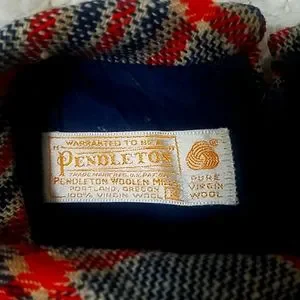 WARRANTED TO BE A
"PENDLETON"
TRADE MARK REG. U.S. PAT. OFF.
PENDLETON WOOLEN MILLS
PORTLAND, OREGON
100% VIRGIN WOOL
PURE
VIRGIN
WOOL